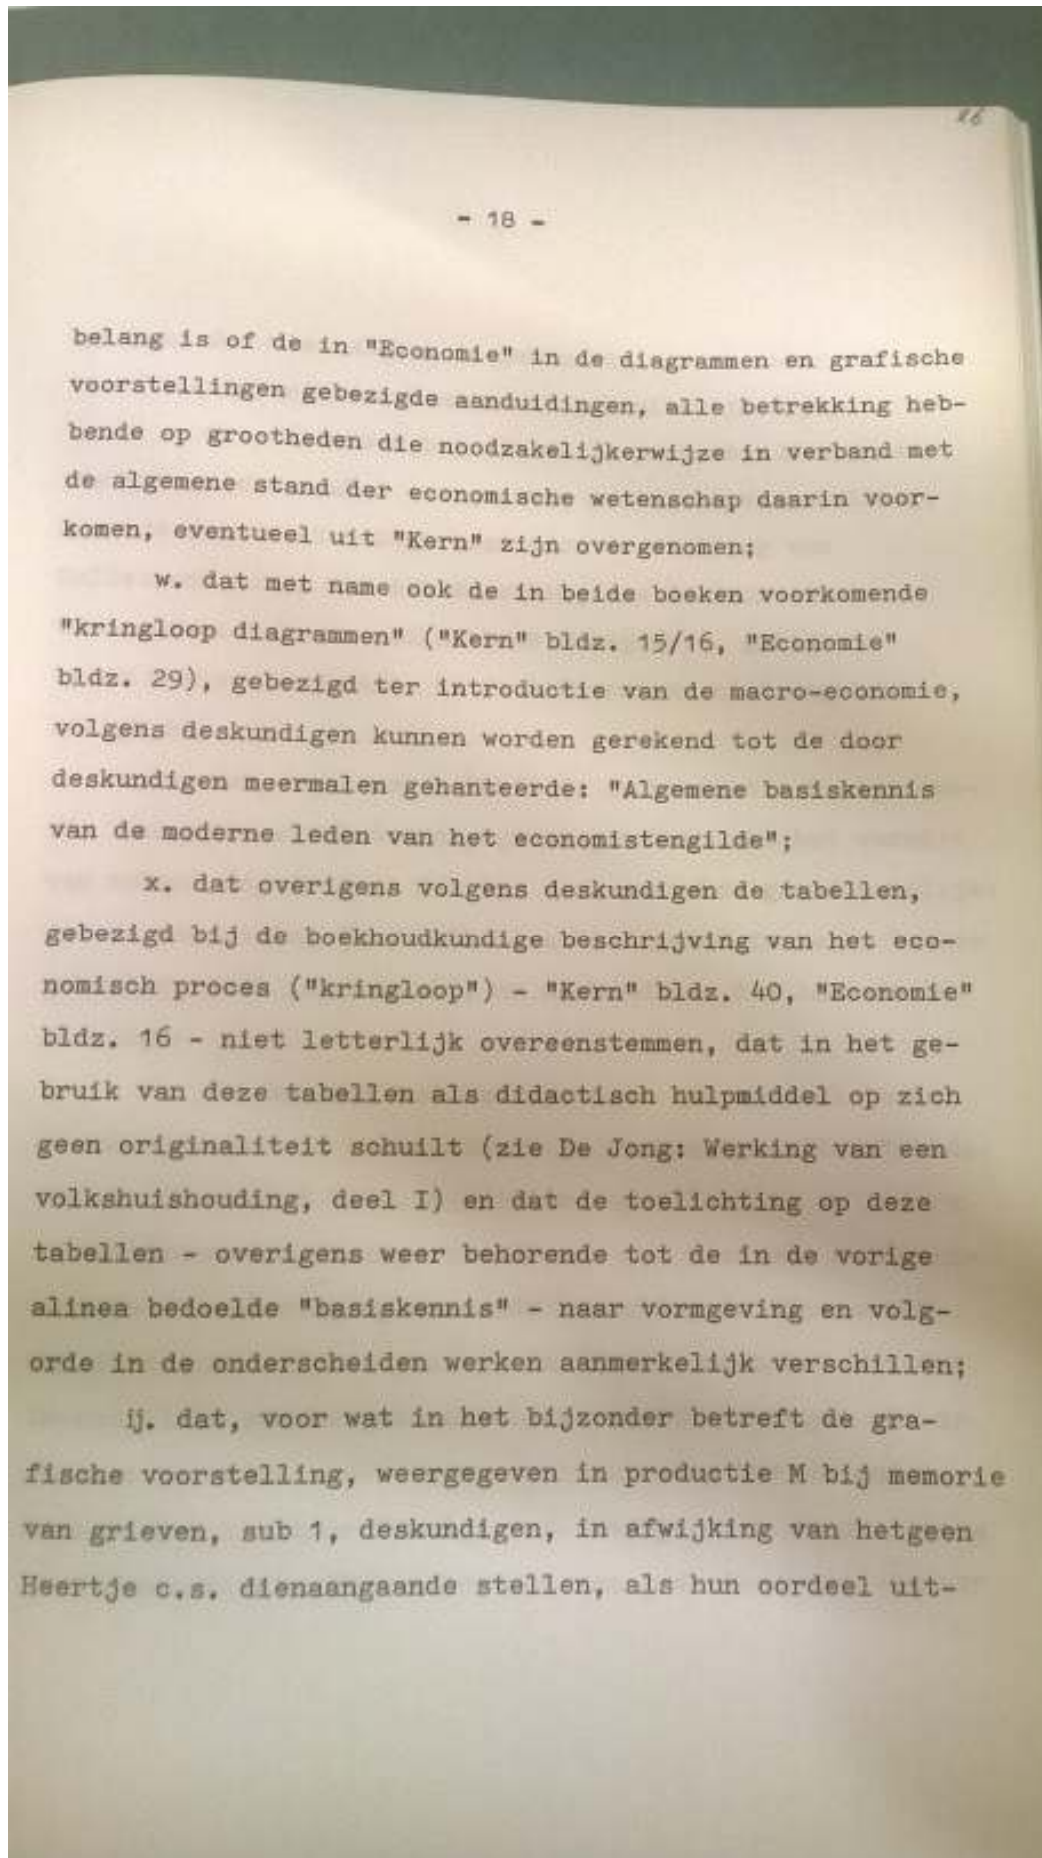 - 18 -
belang is of de in "Economie" in de diagrammen en grafische
voorstellingen gebezigde aanduidingen, alle betrekking heb-
bende op grootheden die noodzakelijkerwijze in verband met
de algemene stand der economische wetenschap daarin voor-
komen, eventueel uit "Kern" zijn overgenomen;
w. dat met name ook de in beide boeken voorkomende
"kringloop diagrammen" ("Kern" bldz. 15/16, "Economie"
bldz. 29), gebezigd ter introductie van de macro-economie,
volgens deskundigen kunnen worden gerekend tot de door
deskundigen meermalen gehanteerde: "Algemene basiskennis
van de moderne leden van het economistengilde";
x. dat overigens volgens deskundigen de tabellen,
gebezigd bij de boekhoudkundige beschrijving van het eco-
nomisch proces ("kringloop") - "Kern" bldz. 40, "Economie"
bldz. 16 - niet letterlijk overeenstemmen, dat in het ge-
bruik van deze tabellen als didactisch hulpmiddel op zich
geen originaliteit schuilt (zie De Jong: Werking van een
volkshuishouding, deel I) en dat de toelichting op deze
tabellen - overigens weer behorende tot de in de vorige
alinea bedoelde "basiskennis" - naar vormgeving en volg-
orde in de onderscheiden werken aanmerkelijk verschillen;
ij. dat, voor wat in het bijzonder betreft de gra-
fische voorstelling, weergegeven in productie M bij memorie
van grieven, sub 1, deskundigen, in afwijking van hetgeen
Heertje c.s. dienaangaande stellen, als hun oordeel uit-